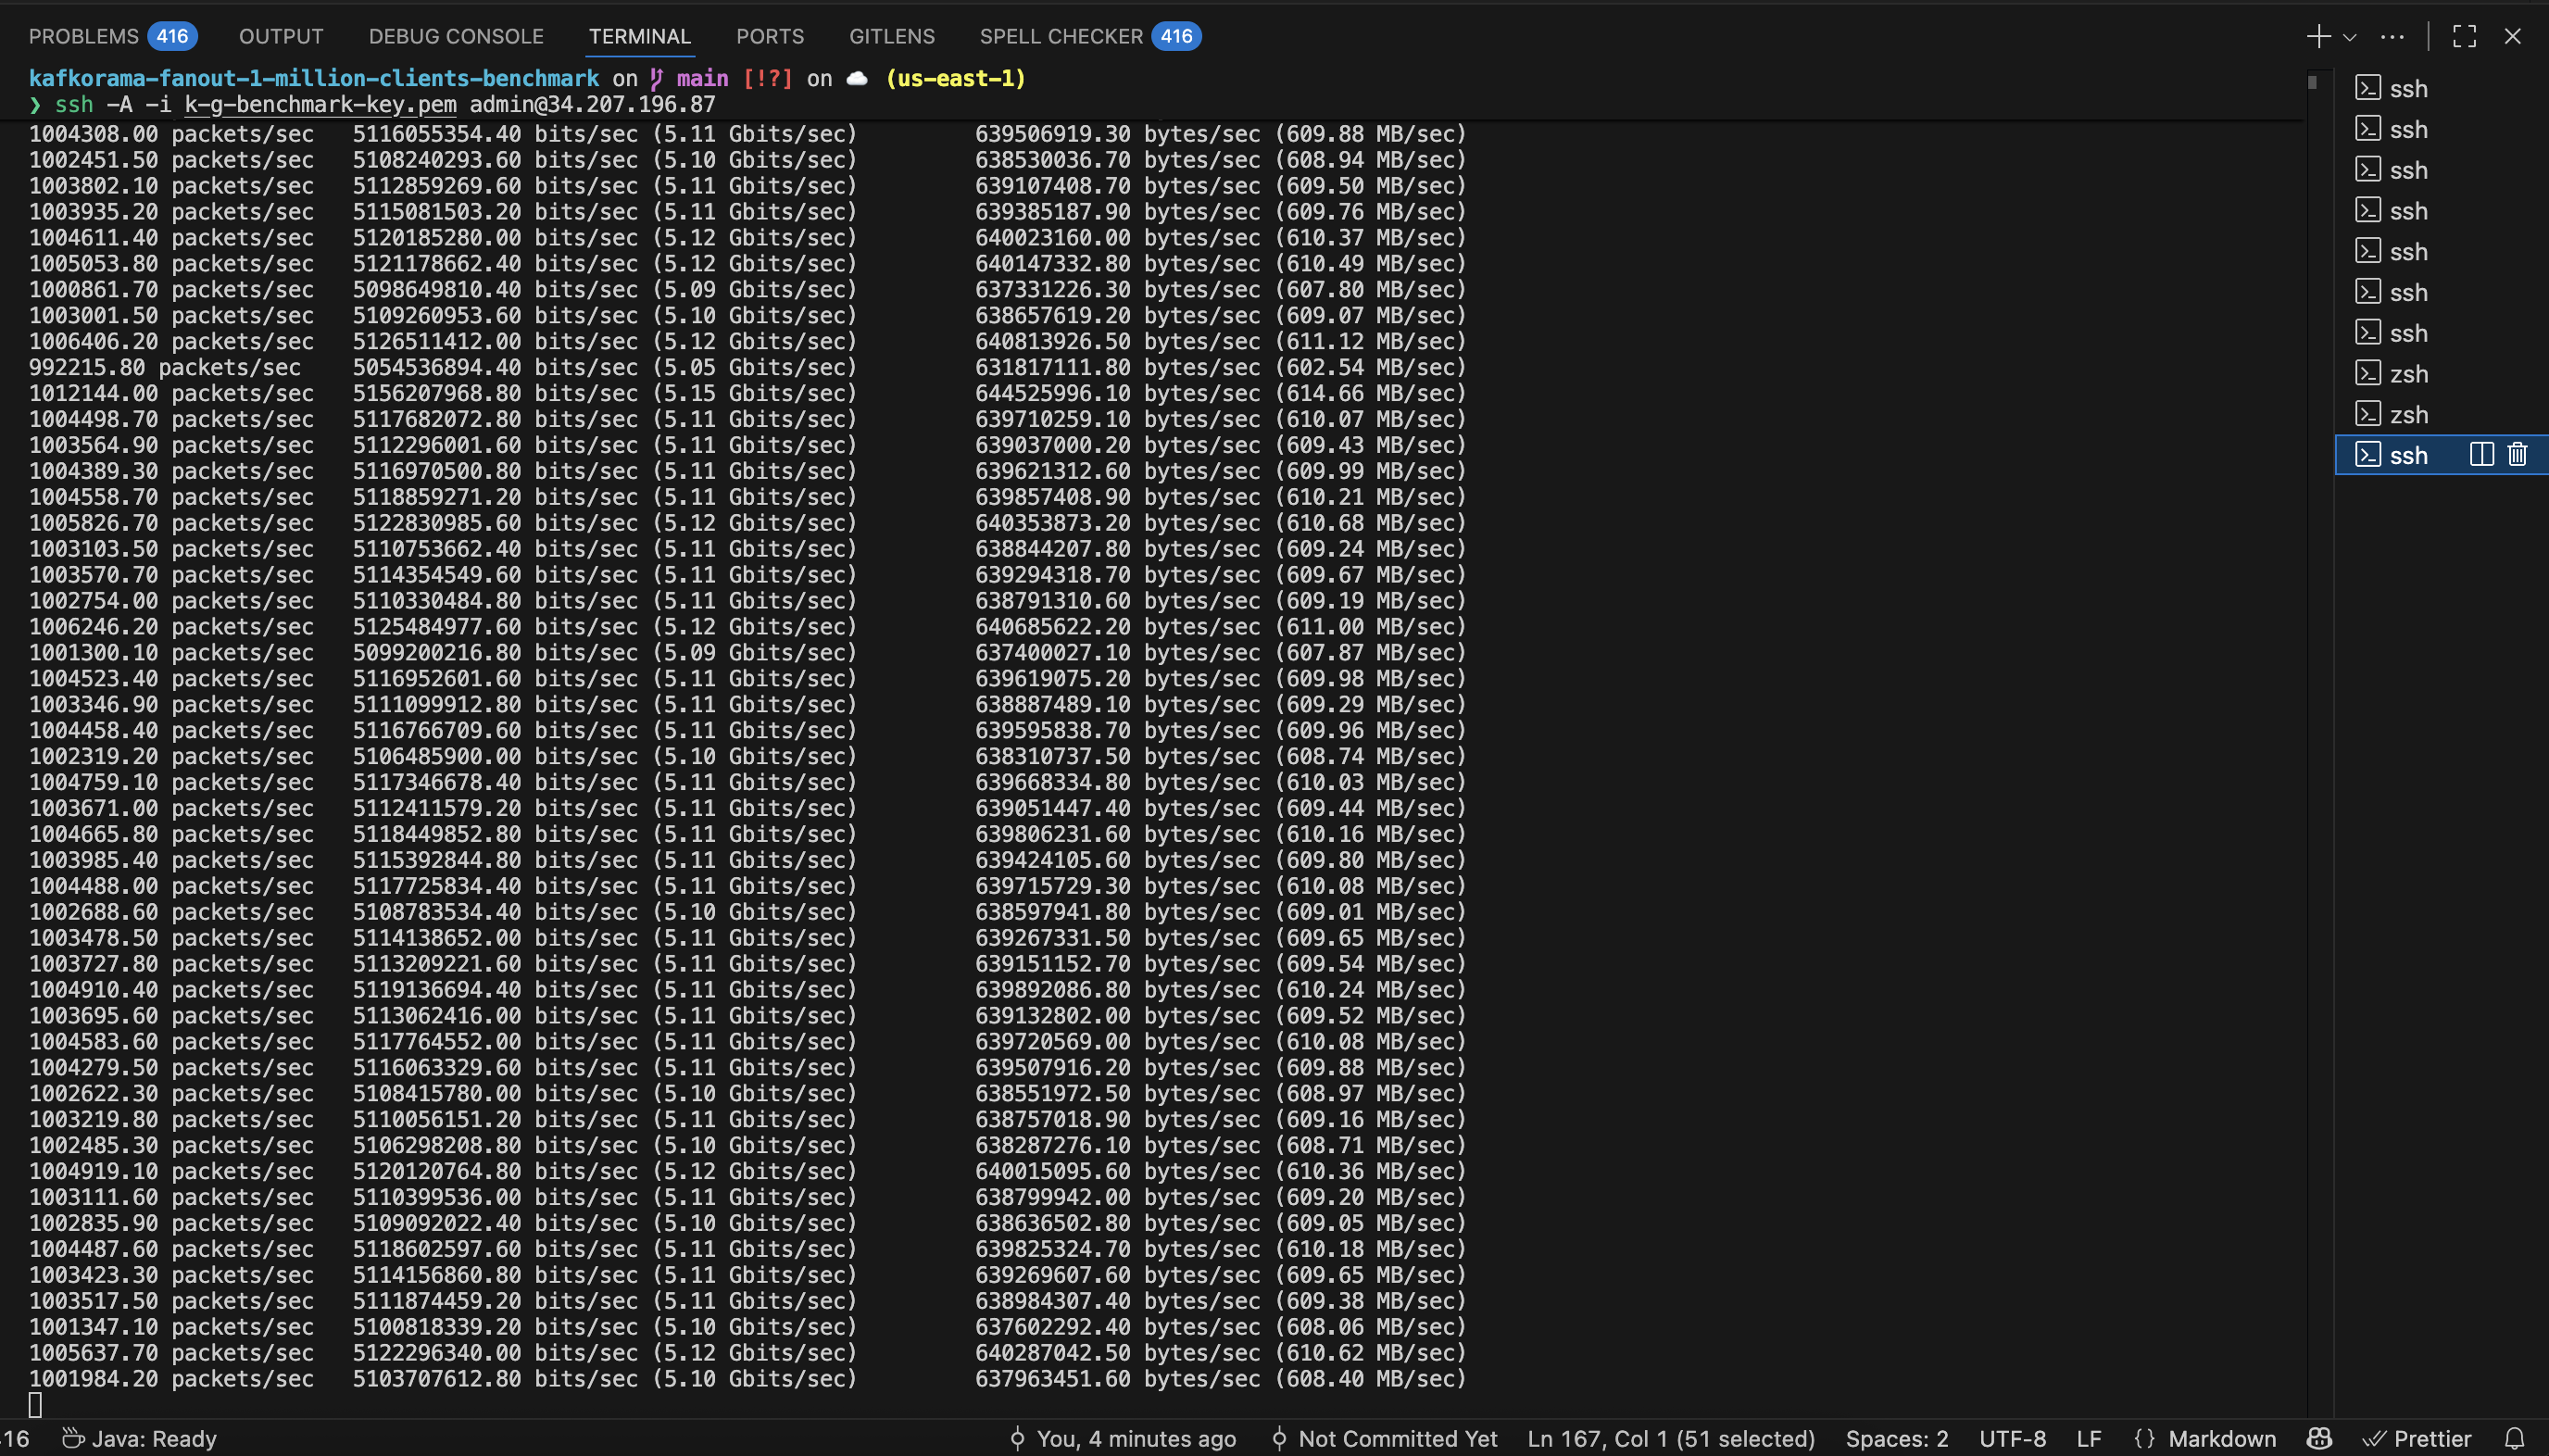 PROBLEMS 416 OUTPUT DEBUG CONSOLE TERMINAL PORTS GITLENS SPELL CHECKER 416
kafkorama-fanout-1-million-clients-benchmark on main [!?] on ☁️ (us-east-1)
❯ ssh -A -i k-g-benchmark-key.pem admin@34.207.196.87
1004308.00 packets/sec 5116055354.40 bits/sec (5.11 Gbits/sec) 639506919.30 bytes/sec (609.88 MB/sec)
1002451.50 packets/sec 5108240293.60 bits/sec (5.10 Gbits/sec) 638530036.70 bytes/sec (608.94 MB/sec)
1003802.10 packets/sec 5112859269.60 bits/sec (5.11 Gbits/sec) 639107408.70 bytes/sec (609.50 MB/sec)
1003935.20 packets/sec 5115081503.20 bits/sec (5.11 Gbits/sec) 639385187.90 bytes/sec (609.76 MB/sec)
1004611.40 packets/sec 5120185280.00 bits/sec (5.12 Gbits/sec) 640023160.00 bytes/sec (610.37 MB/sec)
1005053.80 packets/sec 5121178662.40 bits/sec (5.12 Gbits/sec) 640147332.80 bytes/sec (610.49 MB/sec)
1000861.70 packets/sec 5098649810.40 bits/sec (5.09 Gbits/sec) 637331226.30 bytes/sec (607.80 MB/sec)
1003001.50 packets/sec 5109260953.60 bits/sec (5.10 Gbits/sec) 638657619.20 bytes/sec (609.07 MB/sec)
1006406.20 packets/sec 5126511412.00 bits/sec (5.12 Gbits/sec) 640813926.50 bytes/sec (611.12 MB/sec)
992215.80 packets/sec 5054536894.40 bits/sec (5.05 Gbits/sec) 631817111.80 bytes/sec (602.54 MB/sec)
1012144.00 packets/sec 5156207968.80 bits/sec (5.15 Gbits/sec) 644525996.10 bytes/sec (614.66 MB/sec)
1004498.70 packets/sec 5117682072.80 bits/sec (5.11 Gbits/sec) 639710259.10 bytes/sec (610.07 MB/sec)
1003564.90 packets/sec 5112296001.60 bits/sec (5.11 Gbits/sec) 639037000.20 bytes/sec (609.43 MB/sec)
1004389.30 packets/sec 5116970500.80 bits/sec (5.11 Gbits/sec) 639621312.60 bytes/sec (609.99 MB/sec)
1004558.70 packets/sec 5118859271.20 bits/sec (5.11 Gbits/sec) 639857408.90 bytes/sec (610.21 MB/sec)
1005826.70 packets/sec 5122830985.60 bits/sec (5.12 Gbits/sec) 640353873.20 bytes/sec (610.68 MB/sec)
1003103.50 packets/sec 5110753662.40 bits/sec (5.11 Gbits/sec) 638844207.80 bytes/sec (609.24 MB/sec)
1003570.70 packets/sec 5114354549.60 bits/sec (5.11 Gbits/sec) 639294318.70 bytes/sec (609.67 MB/sec)
1002754.00 packets/sec 5110330484.80 bits/sec (5.11 Gbits/sec) 638791310.60 bytes/sec (609.19 MB/sec)
1006246.20 packets/sec 5125484977.60 bits/sec (5.12 Gbits/sec) 640685622.20 bytes/sec (611.00 MB/sec)
1001300.10 packets/sec 5099200216.80 bits/sec (5.09 Gbits/sec) 637400027.10 bytes/sec (607.87 MB/sec)
1004523.40 packets/sec 5116952601.60 bits/sec (5.11 Gbits/sec) 639619075.20 bytes/sec (609.98 MB/sec)
1003346.90 packets/sec 5111099912.80 bits/sec (5.11 Gbits/sec) 638887489.10 bytes/sec (609.29 MB/sec)
1004458.40 packets/sec 5116766709.60 bits/sec (5.11 Gbits/sec) 639595838.70 bytes/sec (609.96 MB/sec)
1002319.20 packets/sec 5106485900.00 bits/sec (5.10 Gbits/sec) 638310737.50 bytes/sec (608.74 MB/sec)
1004759.10 packets/sec 5117346678.40 bits/sec (5.11 Gbits/sec) 639668334.80 bytes/sec (610.03 MB/sec)
1003671.00 packets/sec 5112411579.20 bits/sec (5.11 Gbits/sec) 639051447.40 bytes/sec (609.44 MB/sec)
1004665.80 packets/sec 5118449852.80 bits/sec (5.11 Gbits/sec) 639806231.60 bytes/sec (610.16 MB/sec)
1003985.40 packets/sec 5115392844.80 bits/sec (5.11 Gbits/sec) 639424105.60 bytes/sec (609.80 MB/sec)
1004488.00 packets/sec 5117725834.40 bits/sec (5.11 Gbits/sec) 639715729.30 bytes/sec (610.08 MB/sec)
1002688.60 packets/sec 5108783534.40 bits/sec (5.10 Gbits/sec) 638597941.80 bytes/sec (609.01 MB/sec)
1003478.50 packets/sec 5114138652.00 bits/sec (5.11 Gbits/sec) 639267331.50 bytes/sec (609.65 MB/sec)
1003727.80 packets/sec 5113209221.60 bits/sec (5.11 Gbits/sec) 639151152.70 bytes/sec (609.54 MB/sec)
1004910.40 packets/sec 5119136694.40 bits/sec (5.11 Gbits/sec) 639892086.80 bytes/sec (610.24 MB/sec)
1003695.60 packets/sec 5113062416.00 bits/sec (5.11 Gbits/sec) 639132802.00 bytes/sec (609.52 MB/sec)
1004583.60 packets/sec 5117764552.00 bits/sec (5.11 Gbits/sec) 639720569.00 bytes/sec (610.08 MB/sec)
1004279.50 packets/sec 5116063329.60 bits/sec (5.11 Gbits/sec) 639507916.20 bytes/sec (609.88 MB/sec)
1002622.30 packets/sec 5108415780.00 bits/sec (5.10 Gbits/sec) 638551972.50 bytes/sec (608.97 MB/sec)
1003219.80 packets/sec 5110056151.20 bits/sec (5.11 Gbits/sec) 638757018.90 bytes/sec (609.16 MB/sec)
1002485.30 packets/sec 5106298208.80 bits/sec (5.10 Gbits/sec) 638287276.10 bytes/sec (608.71 MB/sec)
1004919.10 packets/sec 5120120764.80 bits/sec (5.12 Gbits/sec) 640015095.60 bytes/sec (610.36 MB/sec)
1003111.60 packets/sec 5110399536.00 bits/sec (5.11 Gbits/sec) 638799942.00 bytes/sec (609.20 MB/sec)
1002835.90 packets/sec 5109092022.40 bits/sec (5.10 Gbits/sec) 638636502.80 bytes/sec (609.05 MB/sec)
1004487.60 packets/sec 5118602597.60 bits/sec (5.11 Gbits/sec) 639825324.70 bytes/sec (610.18 MB/sec)
1003423.30 packets/sec 5114156860.80 bits/sec (5.11 Gbits/sec) 639269607.60 bytes/sec (609.65 MB/sec)
1003517.50 packets/sec 5111874459.20 bits/sec (5.11 Gbits/sec) 638984307.40 bytes/sec (609.38 MB/sec)
1001347.10 packets/sec 5100818339.20 bits/sec (5.10 Gbits/sec) 637602292.40 bytes/sec (608.06 MB/sec)
1005637.70 packets/sec 5122296340.00 bits/sec (5.12 Gbits/sec) 640287042.50 bytes/sec (610.62 MB/sec)
1001984.20 packets/sec 5103707612.80 bits/sec (5.10 Gbits/sec) 637963451.60 bytes/sec (608.40 MB/sec)
ssh
ssh
ssh
ssh
ssh
ssh
ssh
zsh
zsh
ssh
16 Java: Ready You, 4 minutes ago Not Committed Yet Ln 167, Col 1 (51 selected) Spaces: 2 UTF-8 LF {} Markdown Prettier